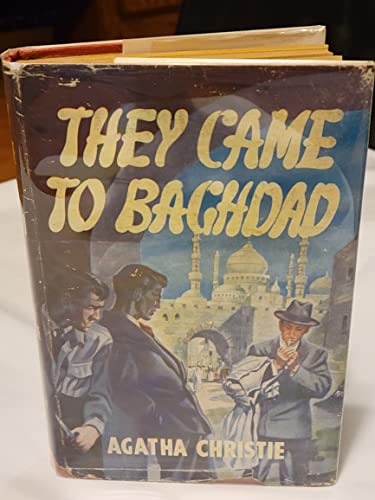 THEY CAME
TO BAGHDAD
AGATHA CHRISTIE